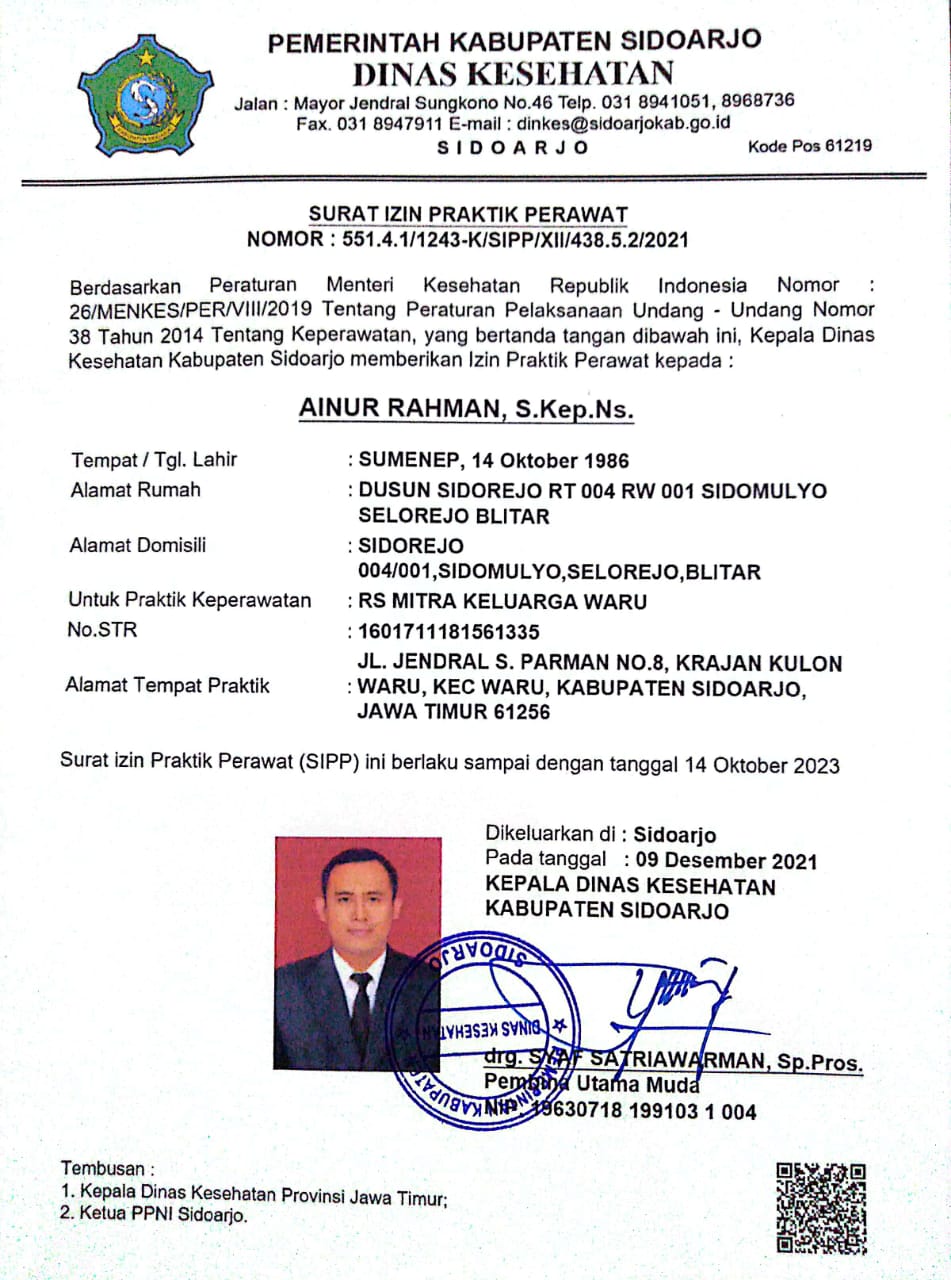 PEMERINTAH KABUPATEN SIDOARJO
DINAS KESEHATAN
Jalan : Mayor Jendral Sungkono No.46 Telp. 031 8941051, 8968736
Fax. 031 8947911 E-mail : dinkes@sidoarjokab.go.id
S I D O A R J O
Kode Pos 61219
SURAT IZIN PRAKTIK PERAWAT
NOMOR : 551.4.1/1243-K/SIPP/XII/438.5.2/2021
Berdasarkan Peraturan Menteri Kesehatan Republik Indonesia Nomor :
26/MENKES/PER/VIII/2019 Tentang Peraturan Pelaksanaan Undang - Undang Nomor
38 Tahun 2014 Tentang Keperawatan, yang bertanda tangan dibawah ini, Kepala Dinas
Kesehatan Kabupaten Sidoarjo memberikan Izin Praktik Perawat kepada :
AINUR RAHMAN, S.Kep.Ns.
Tempat / Tgl. Lahir : SUMENEP, 14 Oktober 1986
Alamat Rumah : DUSUN SIDOREJO RT 004 RW 001 SIDOMULYO
SELOREJO BLITAR
Alamat Domisili : SIDOREJO
004/001,SIDOMULYO,SELOREJO,BLITAR
Untuk Praktik Keperawatan : RS MITRA KELUARGA WARU
No.STR : 1601711181561335
JL. JENDRAL S. PARMAN NO.8, KRAJAN KULON
Alamat Tempat Praktik : WARU, KEC WARU, KABUPATEN SIDOARJO,
JAWA TIMUR 61256
Surat izin Praktik Perawat (SIPP) ini berlaku sampai dengan tanggal 14 Oktober 2023
Dikeluarkan di : Sidoarjo
Pada tanggal : 09 Desember 2021
KEPALA DINAS KESEHATAN
KABUPATEN SIDOARJO
SIDOARJO
DINAS KESEHATAN
PEMERINTAH KABUPATEN
drg. SYAF SATRIAWARMAN, Sp.Pros.
Pembina Utama Muda
Nip. 19630718 199103 1 004
Tembusan :
1. Kepala Dinas Kesehatan Provinsi Jawa Timur;
2. Ketua PPNI Sidoarjo.